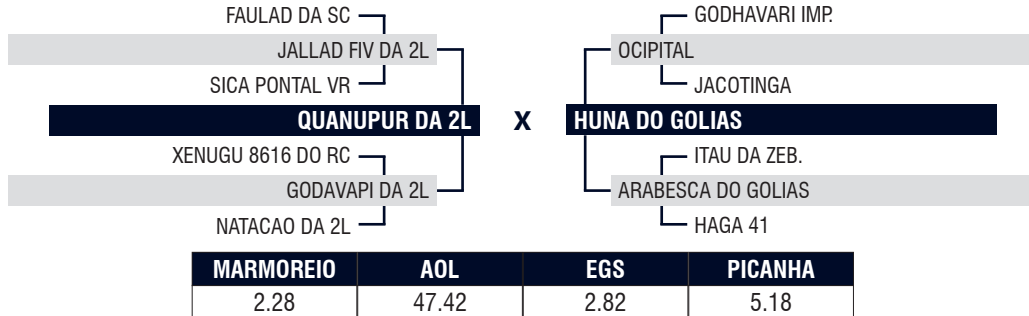 FAULAD DA SC GODHAVARI IMP.
JALLAD FIV DA 2L OCIPITAL
SICA PONTAL VR JACOTINGA
QUANUPUR DA 2L X HUNA DO GOLIAS
XENUGU 8616 DO RC ITAU DA ZEB.
GODAVAPI DA 2L ARABESCA DO GOLIAS
NATACAO DA 2L HAGA 41
MARMOREIO AOL EGS PICANHA
2.28 47.42 2.82 5.18